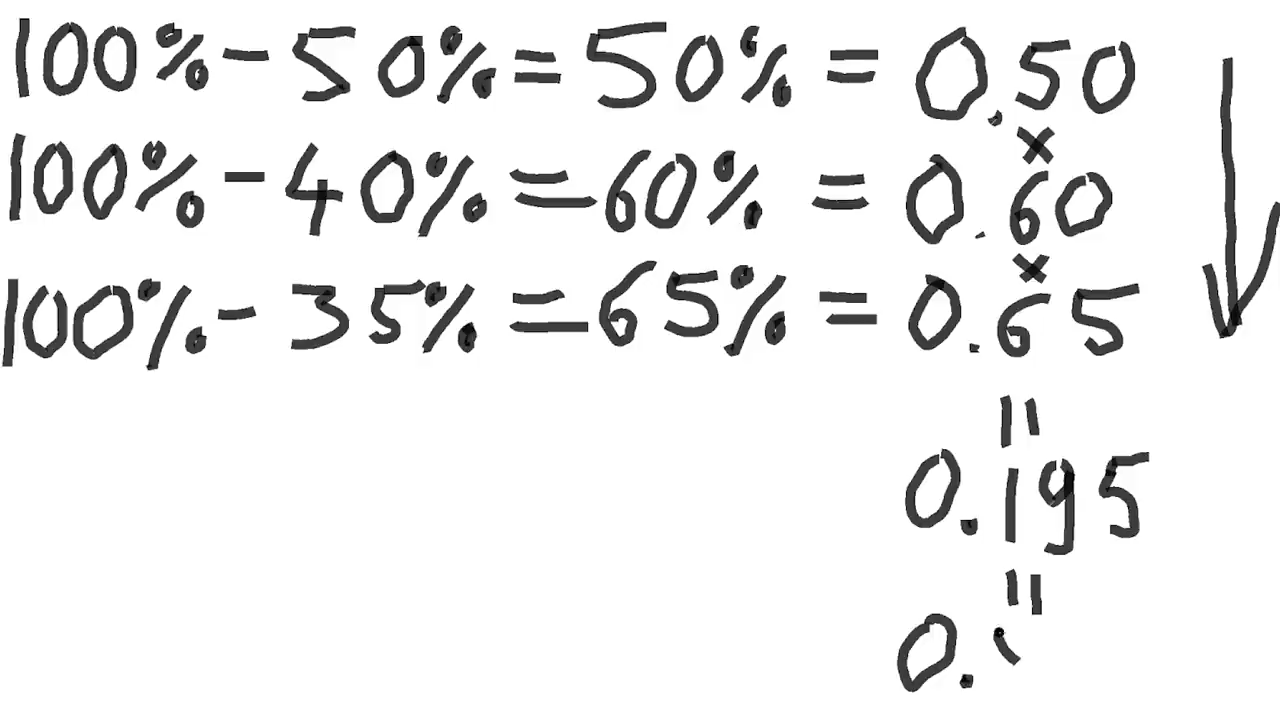 100% - 50% = 50% = 0.50
×
100% - 40% = 60% = 0.60
×
100% - 35% = 65% = 0.65
=
0.195
=
0.